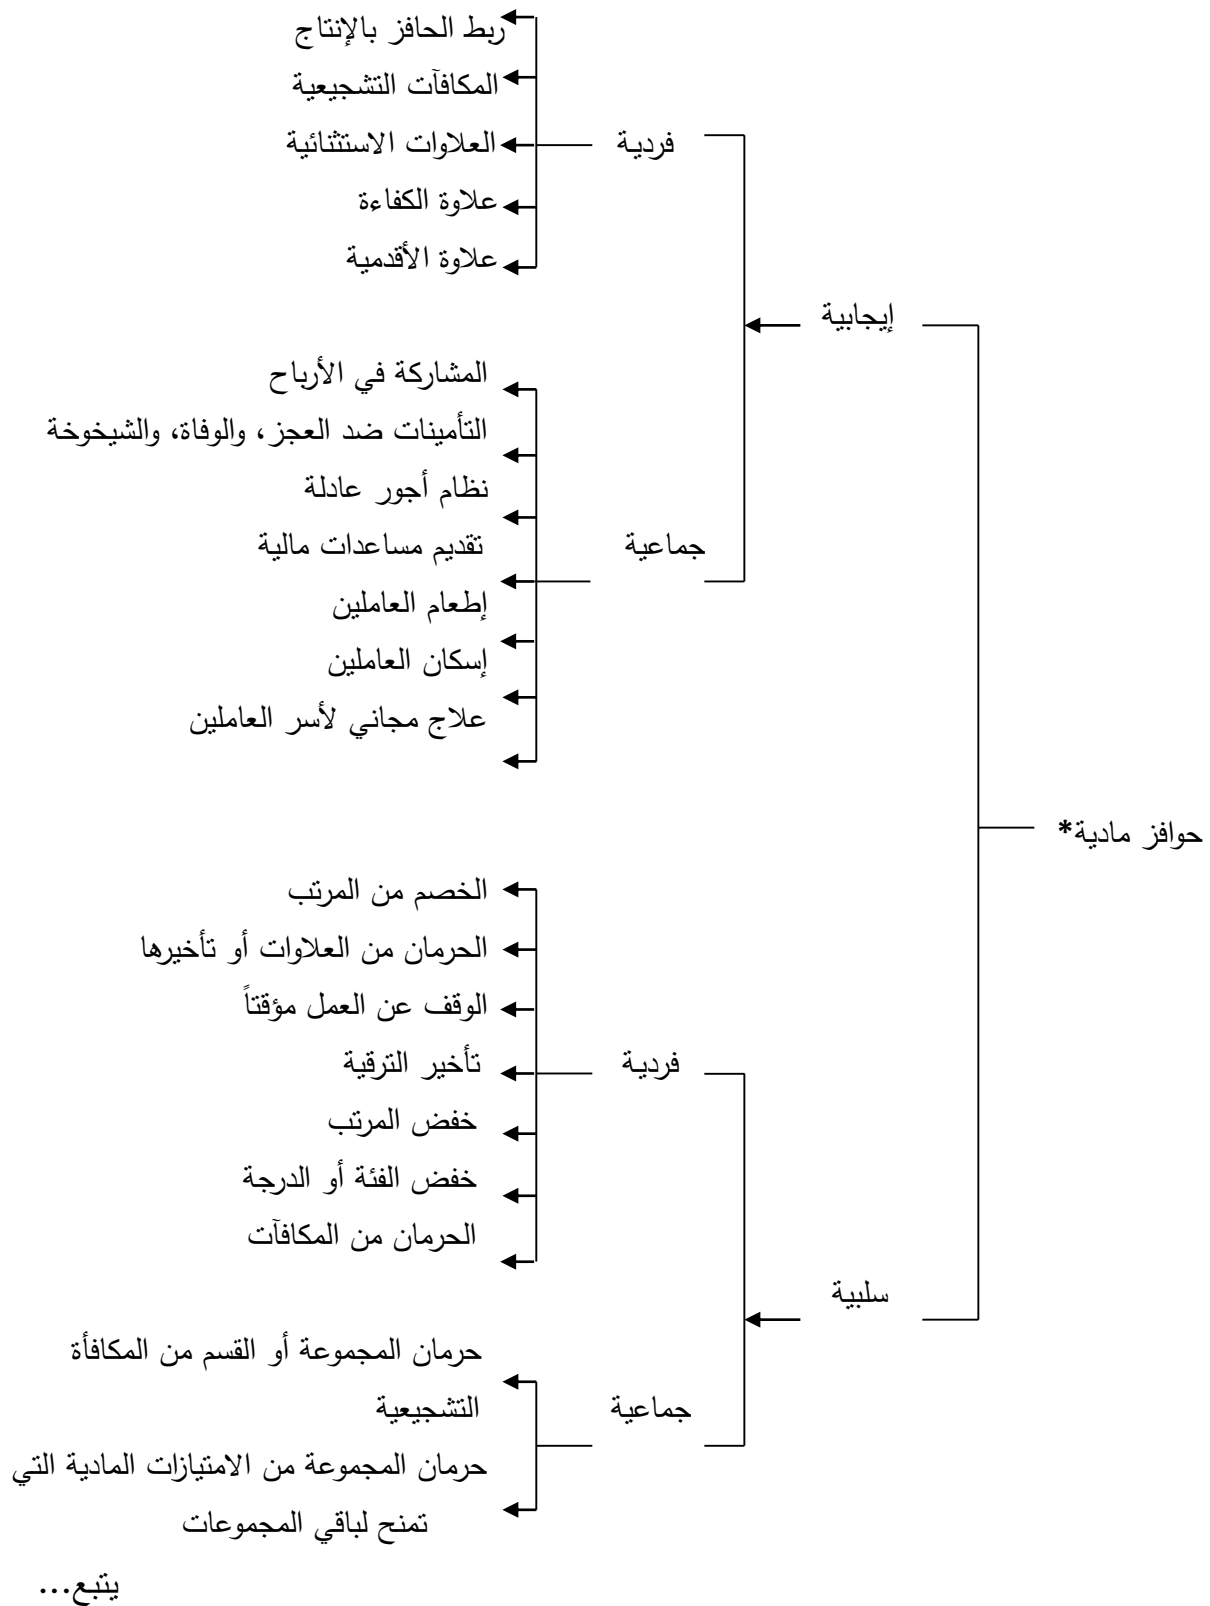 ربط الحافز بالإنتاج
المكافآت التشجيعية
فردية
العلاوات الاستثنائية
علاوة الكفاءة
علاوة الأقدمية
إيجابية
المشاركة في الأرباح
التأمينات ضد العجز، والوفاة، والشيخوخة
نظام أجور عادلة
جماعية
تقديم مساعدات مالية
إطعام العاملين
إسكان العاملين
علاج مجاني لأسر العاملين
حوافز مادية*
الخصم من المرتب
الحرمان من العلاوات أو تأخيرها
الوقف عن العمل مؤقتاً
فردية
تأخير الترقية
خفض المرتب
خفض الفئة أو الدرجة
الحرمان من المكافآت
سلبية
حرمان المجموعة أو القسم من المكافأة
جماعية
التشجيعية
حرمان المجموعة من الامتيازات المادية التي
تمنح لباقي المجموعات
يتبع...